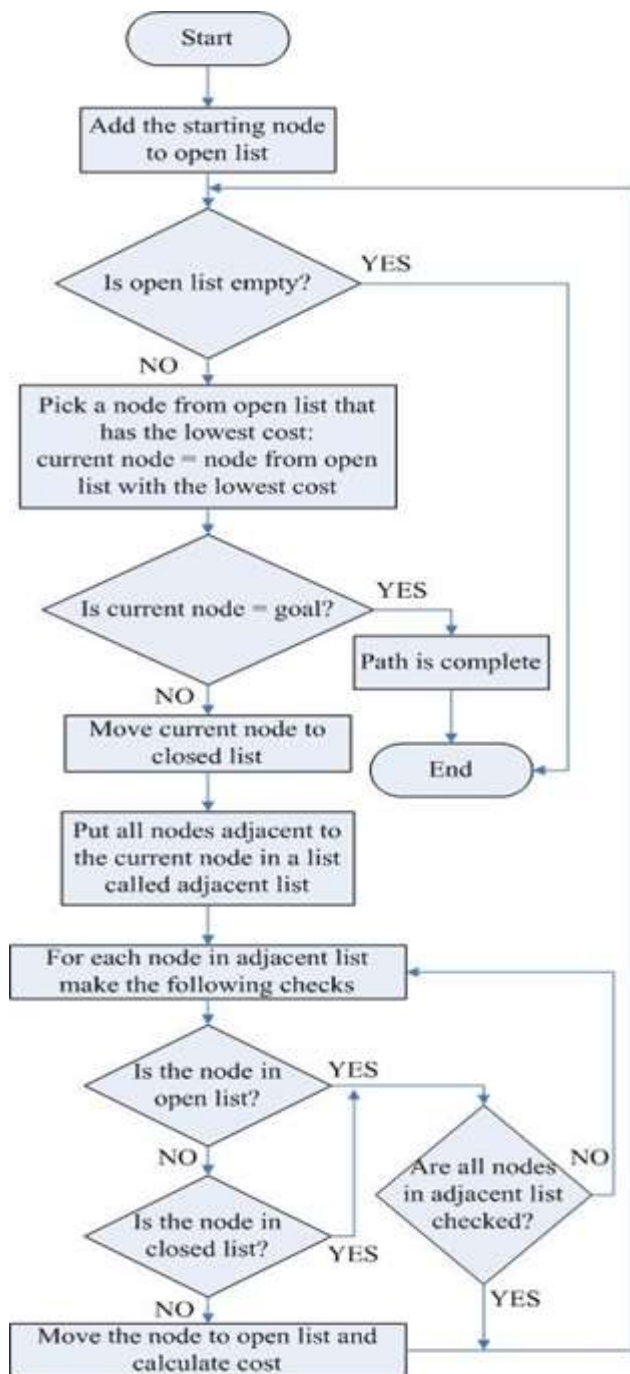 Start
Add the starting node
to open list
Is open list empty?
YES
NO
Pick a node from open list that
has the lowest cost:
current node = node from open
list with the lowest cost
Is current node = goal?
YES
Path is complete
NO
Move current node to
closed list
End
Put all nodes adjacent to
the current node in a list
called adjacent list
For each node in adjacent list
make the following checks
Is the node in
open list?
YES
NO
Are all nodes
in adjacent list
checked?
NO
Is the node in
closed list?
YES
YES
NO
Move the node to open list and
calculate cost